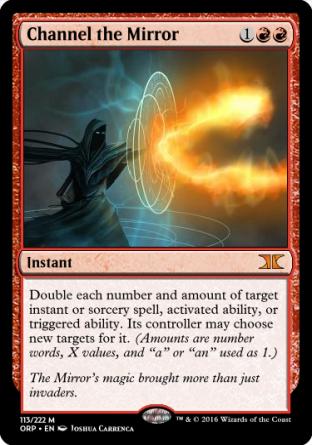 Channel the Mirror 1
Instant
Double each number and amount of target
instant or sorcery spell, activated ability, or
triggered ability. Its controller may choose
new targets for it. (Amounts are number
words, X values, and “a” or “an” used as 1.)
The Mirror's magic brought more than just
invaders.
113/222 M
ORP • EN Joshua Carrenca
™ & © 2016 Wizards of the Coast